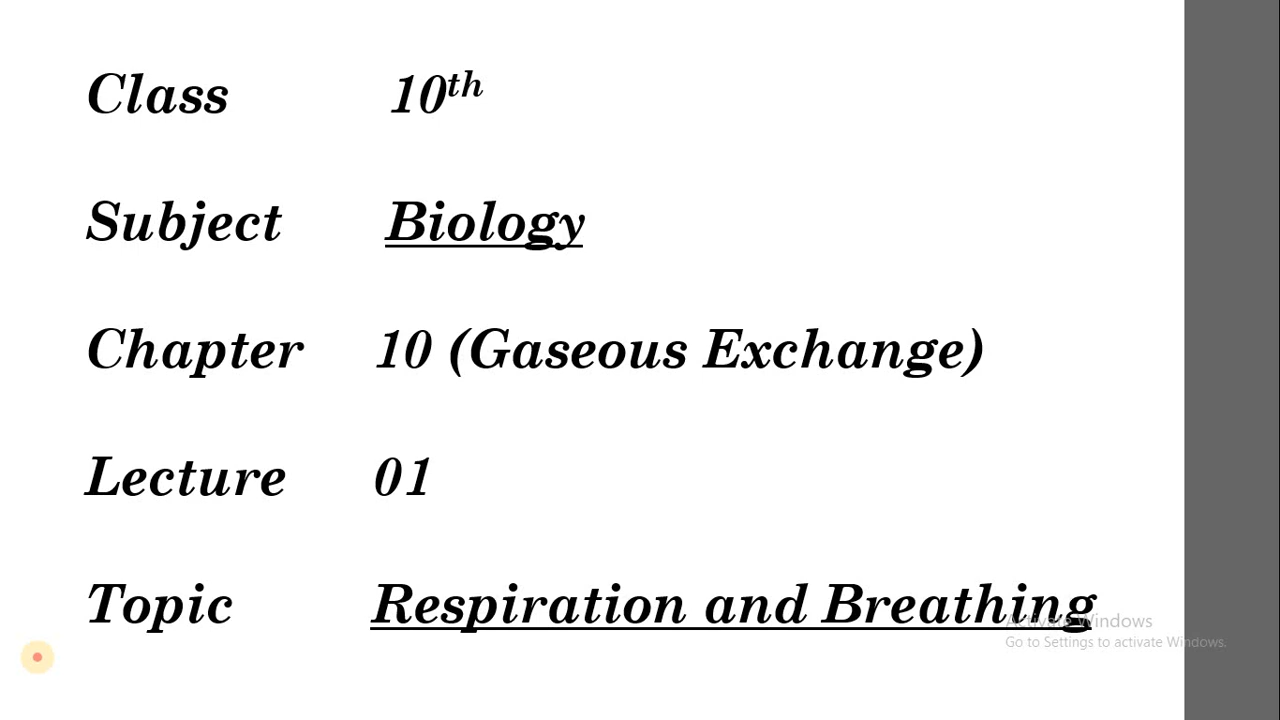 Class 10th
Subject Biology
Chapter 10 (Gaseous Exchange)
Lecture 01
Topic Respiration and Breathing
Activate Windows
Go to Settings to activate Windows.